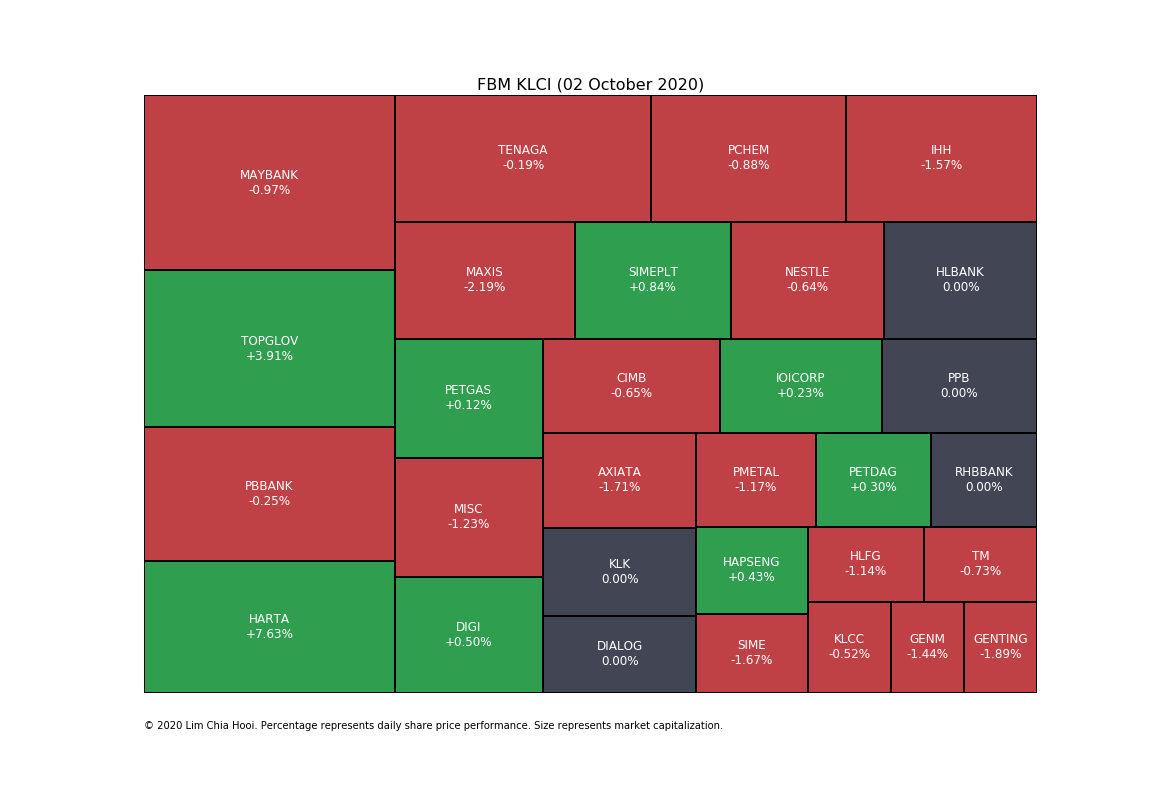 FBM KLCI (02 October 2020)
MAYBANK
-0.97%
TOPGLOV
+3.91%
PBBANK
-0.25%
HARTA
+7.63%
TENAGA
-0.19%
PCHEM
-0.88%
IHH
-1.57%
MAXIS
-2.19%
SIMEPLT
+0.84%
NESTLE
-0.64%
HLBANK
0.00%
PETGAS
+0.12%
MISC
-1.23%
DIGI
+0.50%
CIMB
-0.65%
IOICORP
+0.23%
PPB
0.00%
AXIATA
-1.71%
KLK
0.00%
DIALOG
0.00%
PMETAL
-1.17%
PETDAG
+0.30%
RHBBANK
0.00%
HAPSENG
+0.43%
SIME
-1.67%
HLFG
-1.14%
TM
-0.73%
KLCC
-0.52%
GENM
-1.44%
GENTING
-1.89%
© 2020 Lim Chia Hooi. Percentage represents daily share price performance. Size represents market capitalization.